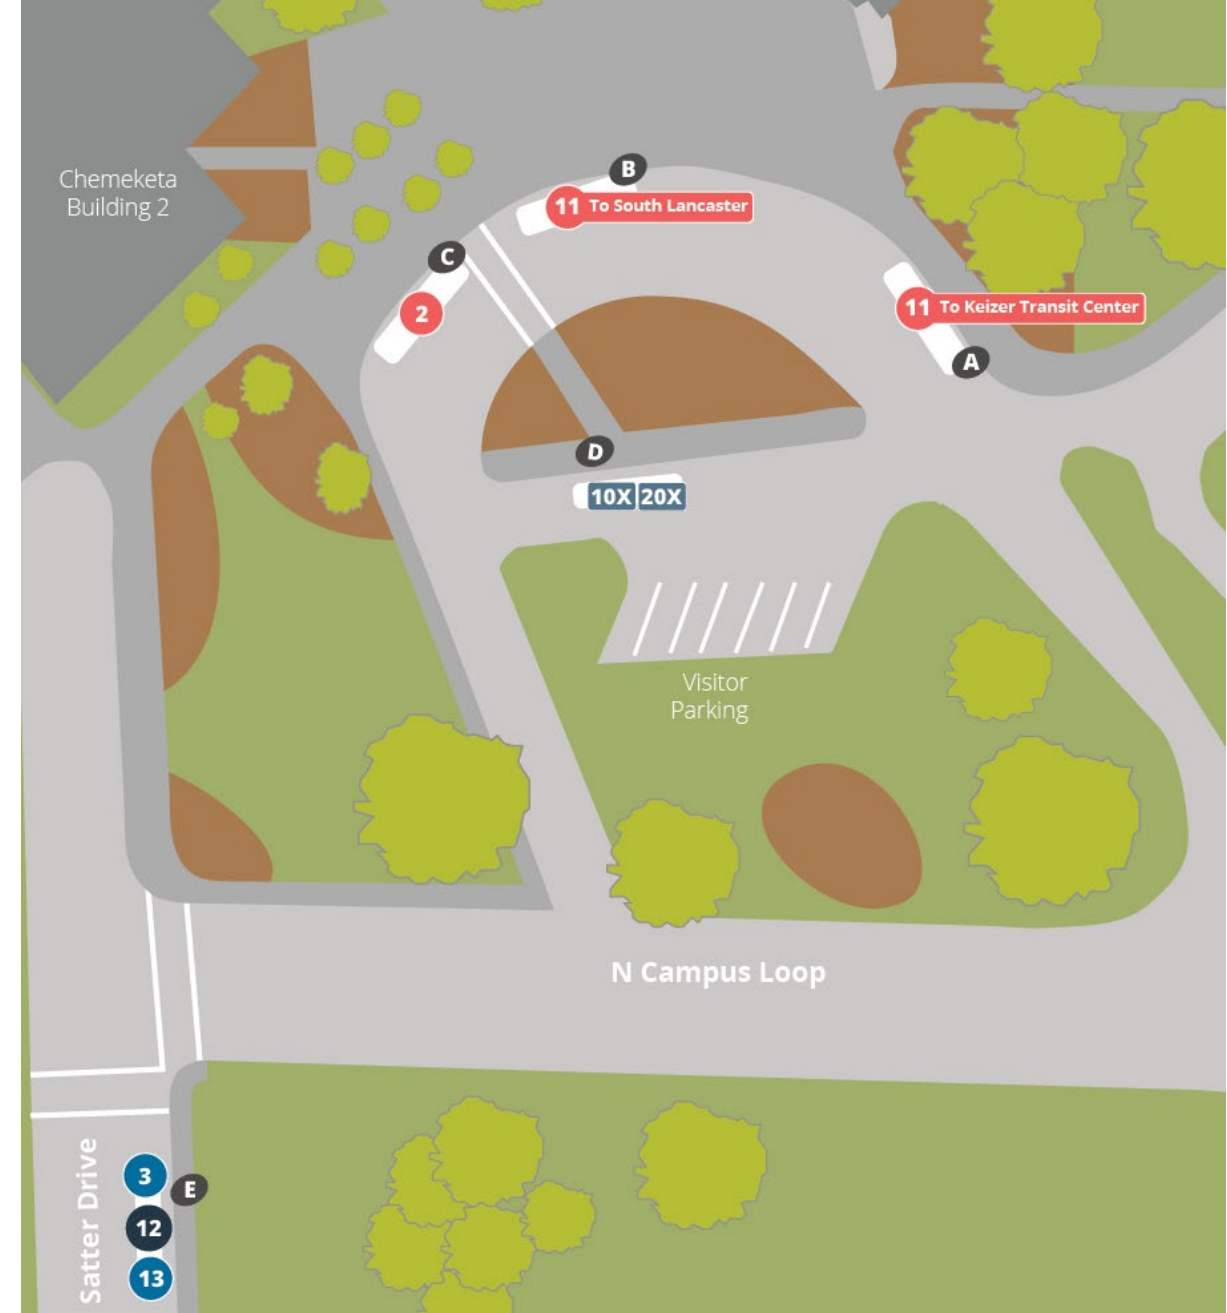 Chemeketa
Building 2
B
11 To South Lancaster
C
2
11 To Keizer Transit Center
A
D
10X 20X
Visitor
Parking
N Campus Loop
Satter Drive
3
E
12
13